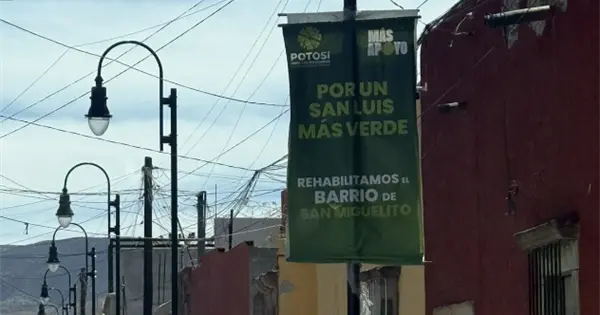 POTOSÍ
MÁS
APOYO
POR UN
SAN LUIS
MÁS VERDE
REHABILITAMOS EL
BARRIO DE
SAN MIGUELITO